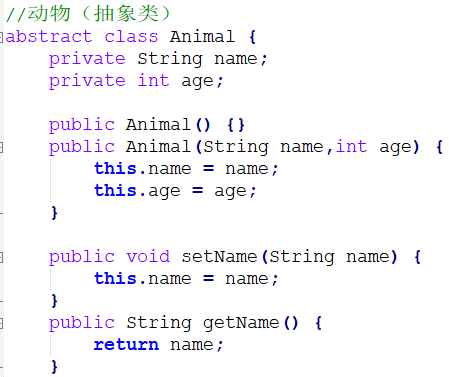 //动物（抽象类）
abstract class Animal {
    private String name;
    private int age;

    public Animal() {}
    public Animal(String name,int age) {
        this.name = name;
        this.age = age;
    }

    public void setName(String name) {
        this.name = name;
    }
    public String getName() {
        return name;
    }